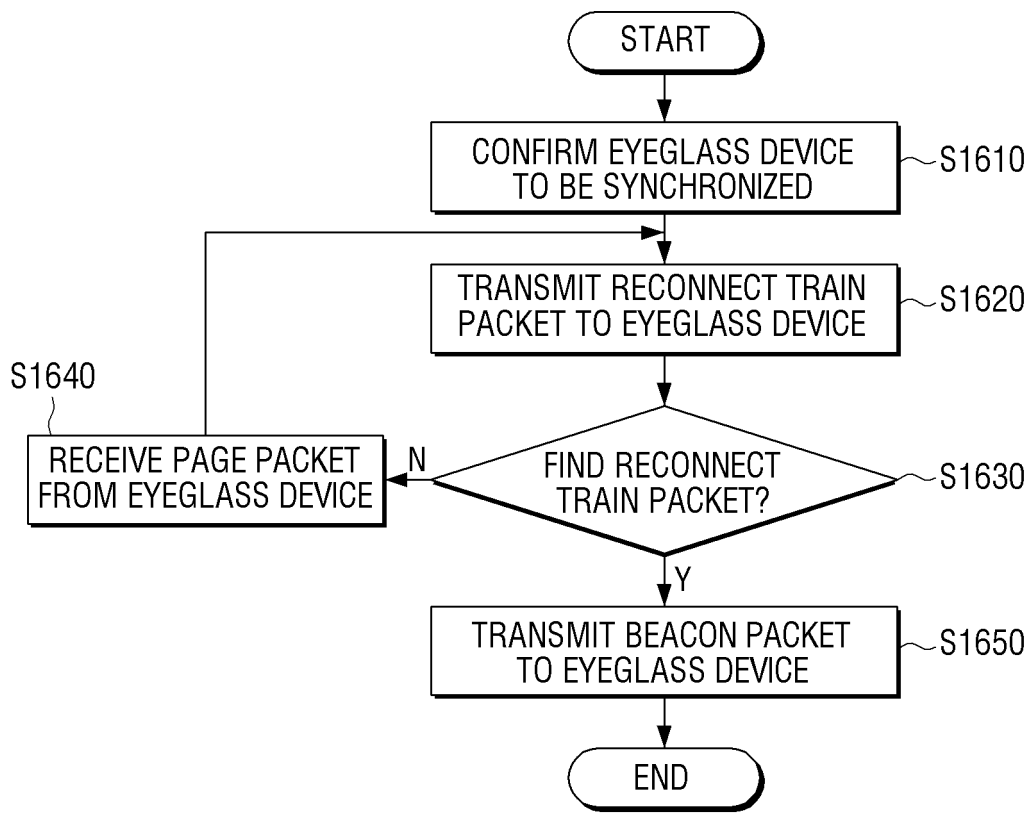 START
CONFIRM EYEGLASS DEVICE
TO BE SYNCHRONIZED
S1610
TRANSMIT RECONNECT TRAIN
PACKET TO EYEGLASS DEVICE
S1620
S1640
RECEIVE PAGE PACKET
FROM EYEGLASS DEVICE
N
FIND RECONNECT
TRAIN PACKET?
S1630
Y
TRANSMIT BEACON PACKET
TO EYEGLASS DEVICE
S1650
END